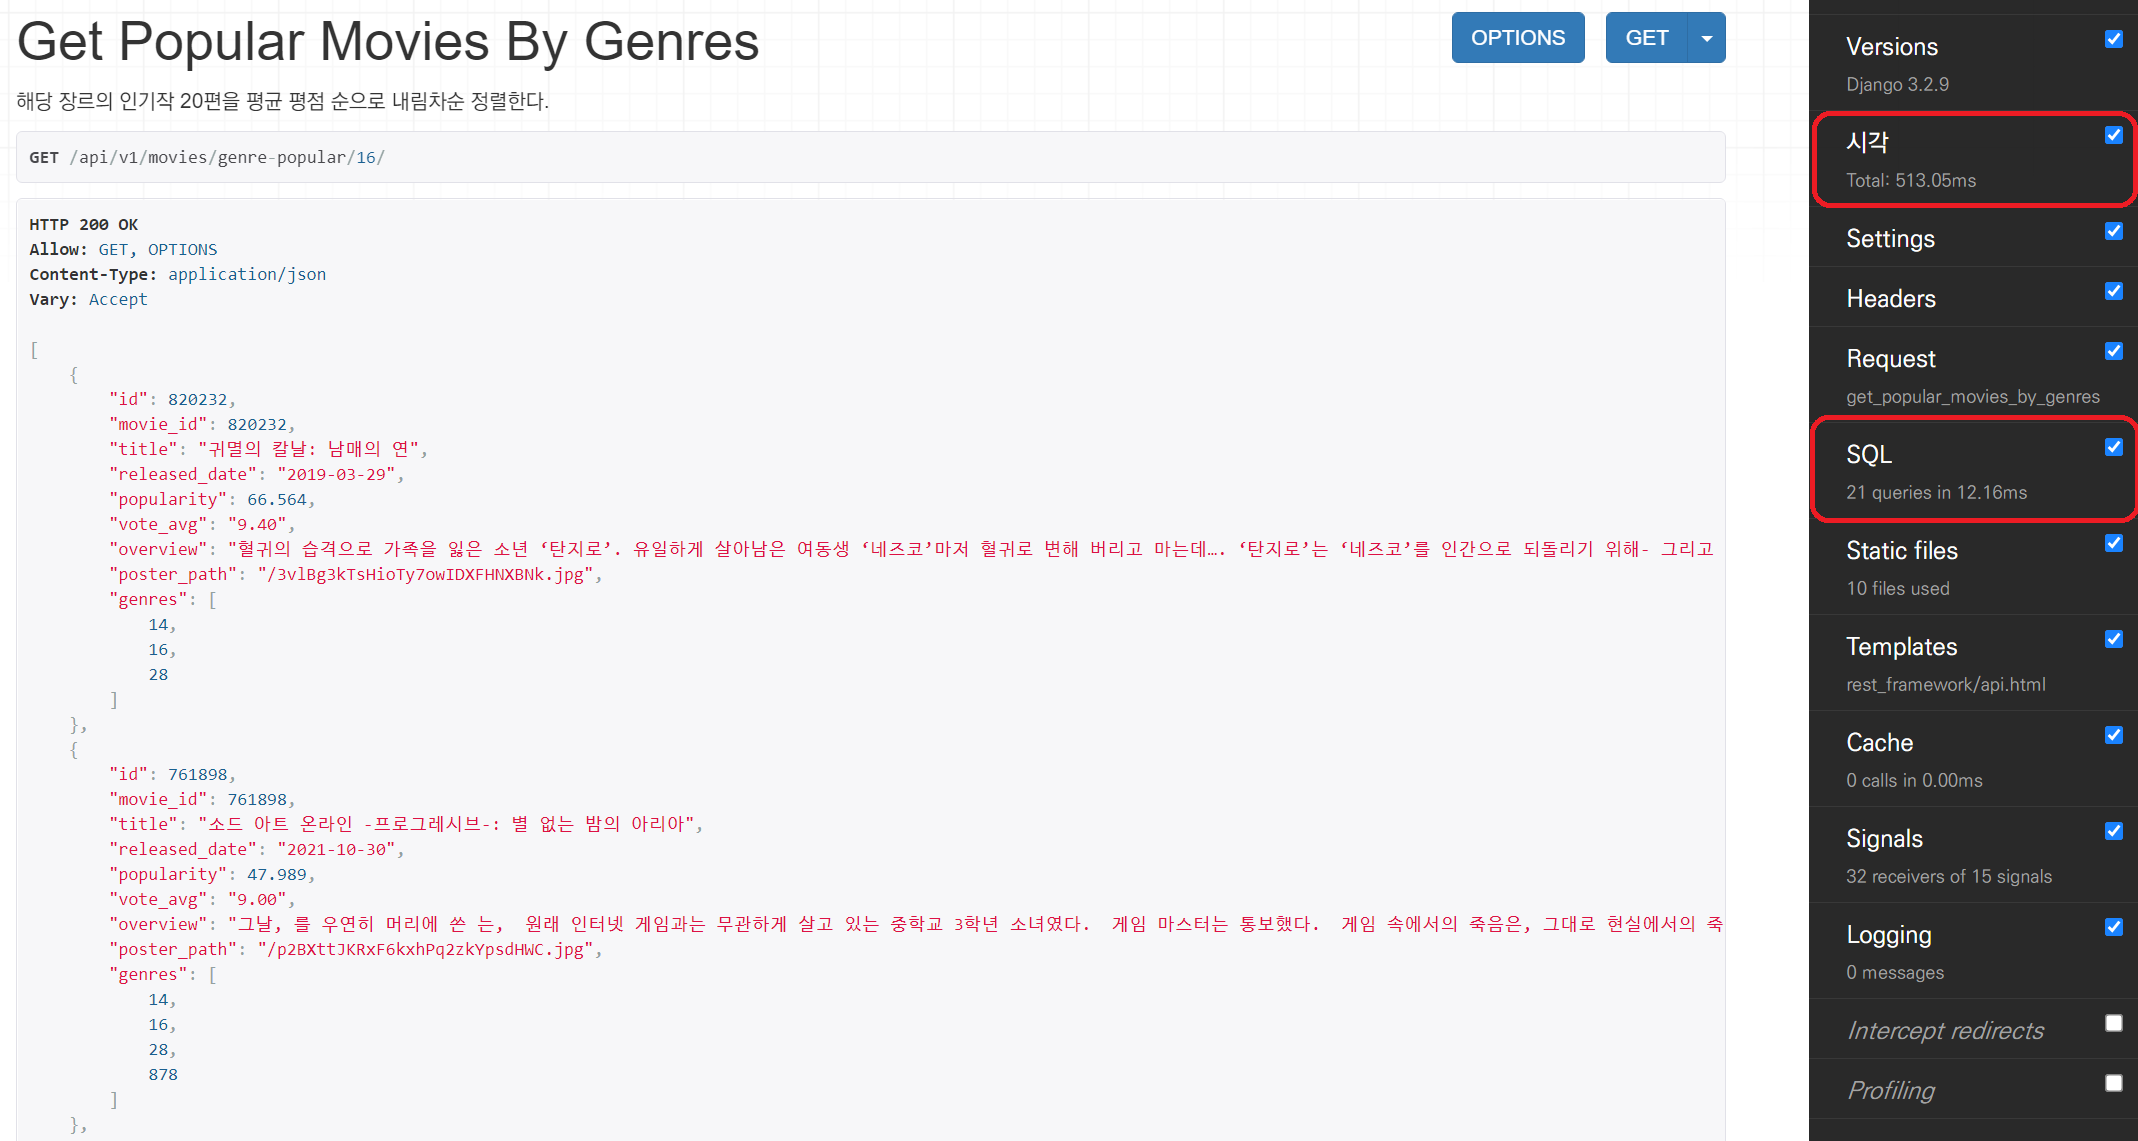 Get Popular Movies By Genres
OPTIONS
GET
해당 장르의 인기작 20편을 평균 평점 순으로 내림차순 정렬한다.
GET /api/v1/movies/genre-popular/16/
HTTP 200 OK
Allow: GET, OPTIONS
Content-Type: application/json
Vary: Accept
[
{
"id": 820232,
"movie_id": 820232,
"title": "귀멸의 칼날: 남매의 연",
"released_date": "2019-03-29",
"popularity": 66.564,
"vote_avg": "9.40",
"overview": "혈귀의 습격으로 가족을 잃은 소년 ‘탄지로’. 유일하게 살아남은 여동생 ‘네즈코’마저 혈귀로 변해 버리고 마는데…. ‘탄지로’는 ‘네즈코’를 인간으로 되돌리기 위해- 그리고
"poster_path": "/3vlBg3kTsHioTy7owIDXFHNXBNk.jpg",
"genres": [
14,
16,
28
]
},
{
"id": 761898,
"movie_id": 761898,
"title": "소드 아트 온라인 -프로그레시브-: 별 없는 밤의 아리아",
"released_date": "2021-10-30",
"popularity": 47.989,
"vote_avg": "9.00",
"overview": "그날, 를 우연히 머리에 쓴 는,  원래 인터넷 게임과는 무관하게 살고 있는 중학교 3학년 소녀였다.  게임 마스터는 통보했다.  게임 속에서의 죽음은, 그대로 현실에서의 죽
"poster_path": "/p2BXttJKRxF6kxhPq2zkYpsdHWC.jpg",
"genres": [
14,
16,
28,
878
]
},
Versions
Django 3.2.9
시각
Total: 513.05ms
Settings
Headers
Request
get_popular_movies_by_genres
SQL
21 queries in 12.16ms
Static files
10 files used
Templates
rest_framework/api.html
Cache
0 calls in 0.00ms
Signals
32 receivers of 15 signals
Logging
0 messages
Intercept redirects
Profiling